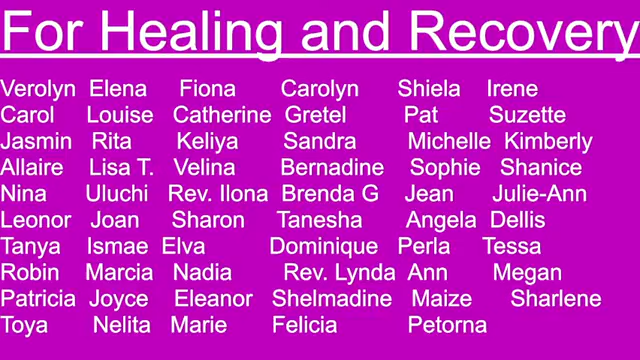 For Healing and Recovery
Verolyn Elena Fiona Carolyn Shiela Irene
Carol Louise Catherine Gretel Pat Suzette
Jasmin Rita Keliya Sandra Michelle Kimberly
Allaire Lisa T. Velina Bernadine Sophie Shanice
Nina Uluchi Rev. Ilona Brenda G Jean Julie-Ann
Leonor Joan Sharon Tanesha Angela Dellis
Tanya Ismae Elva Dominique Perla Tessa
Robin Marcia Nadia Rev. Lynda Ann Megan
Patricia Joyce Eleanor Shelmadine Maize Sharlene
Toya Nelita Marie Felicia Petorna